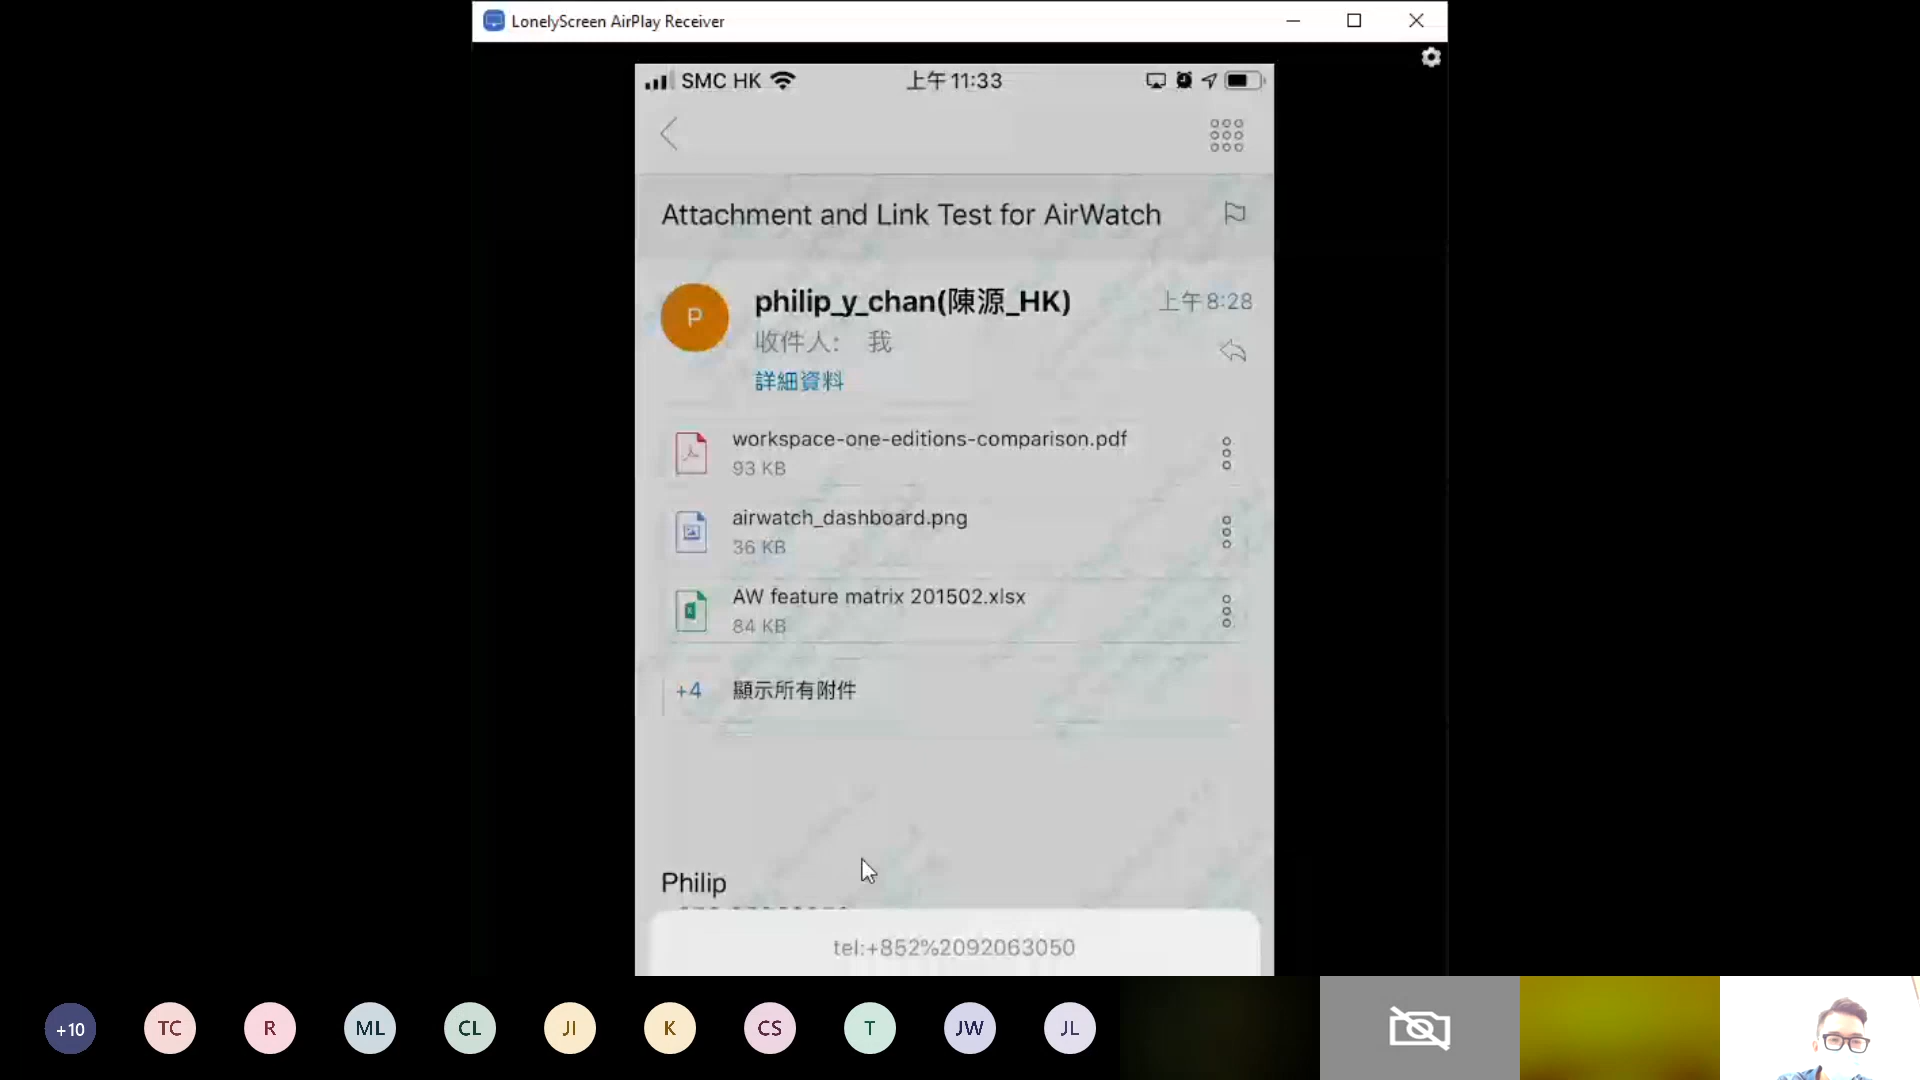 LonelyScreen AirPlay Receiver
SMC HK
上午11:33
Attachment and Link Test for AirWatch
P
philip_y_chan(陳源_HK)
上午8:28
收件人: 我
詳細資料
workspace-one-editions-comparison.pdf
93 KB
airwatch_dashboard.png
36 KB
AW feature matrix 201502.xlsx
84 KB
+4 顯示所有附件
Philip
tel:+852%2092063050
+10 TC R ML CL JI K CS T JW JL